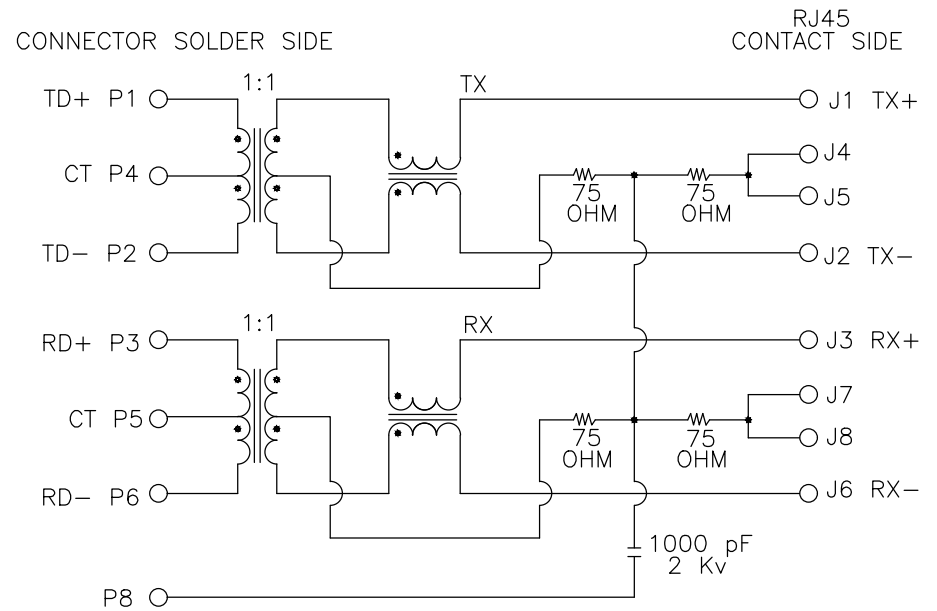 RJ45
CONNECTOR SOLDER SIDE
CONTACT SIDE
1:1
TX
TD+ P1
J1 TX+
J4
CT P4
75
OHM
75
OHM
J5
TD- P2
J2 TX-
1:1
RX
RD+ P3
J3 RX+
J7
CT P5
75
OHM
75
OHM
J8
RD- P6
J6 RX-
1000 pF
2 Kv
P8